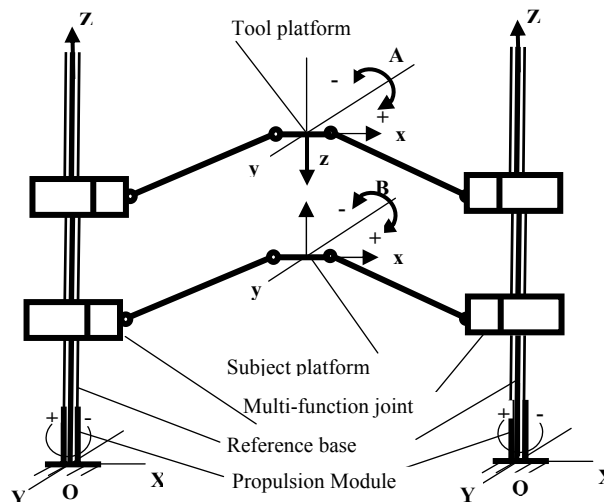 Z
Z
Tool platform
A
-
+
x
y
z
B
-
+
x
y
Subject platform
Multi-function joint
+
-
Reference base
+
-
Propulsion Module
X
Y
O
X
Y
O